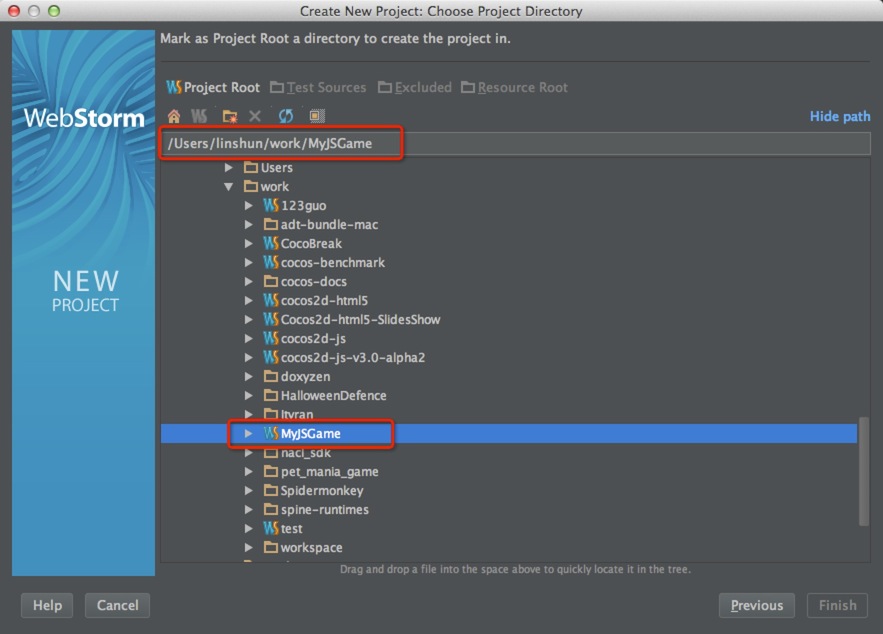 Create New Project: Choose Project Directory
Mark as Project Root a directory to create the project in.
WebStorm
NEW
PROJECT
Project Root Test Sources Excluded Resource Root
Hide path
/Users/linshun/work/MyJSGame
Users
work
123guo
adt-bundle-mac
CocoBreak
cocos-benchmark
cocos-docs
cocos2d-html5
Cocos2d-html5-SlidesShow
cocos2d-js
cocos2d-js-v3.0-alpha2
doxyzen
HalloweenDefence
MyJSGame
nacl_sdk
pet_mania_game
Spidermonkey
spine-runtimes
test
workspace
Drag and drop a file into the space above to quickly locate it in the tree.
Help Cancel Previous Finish